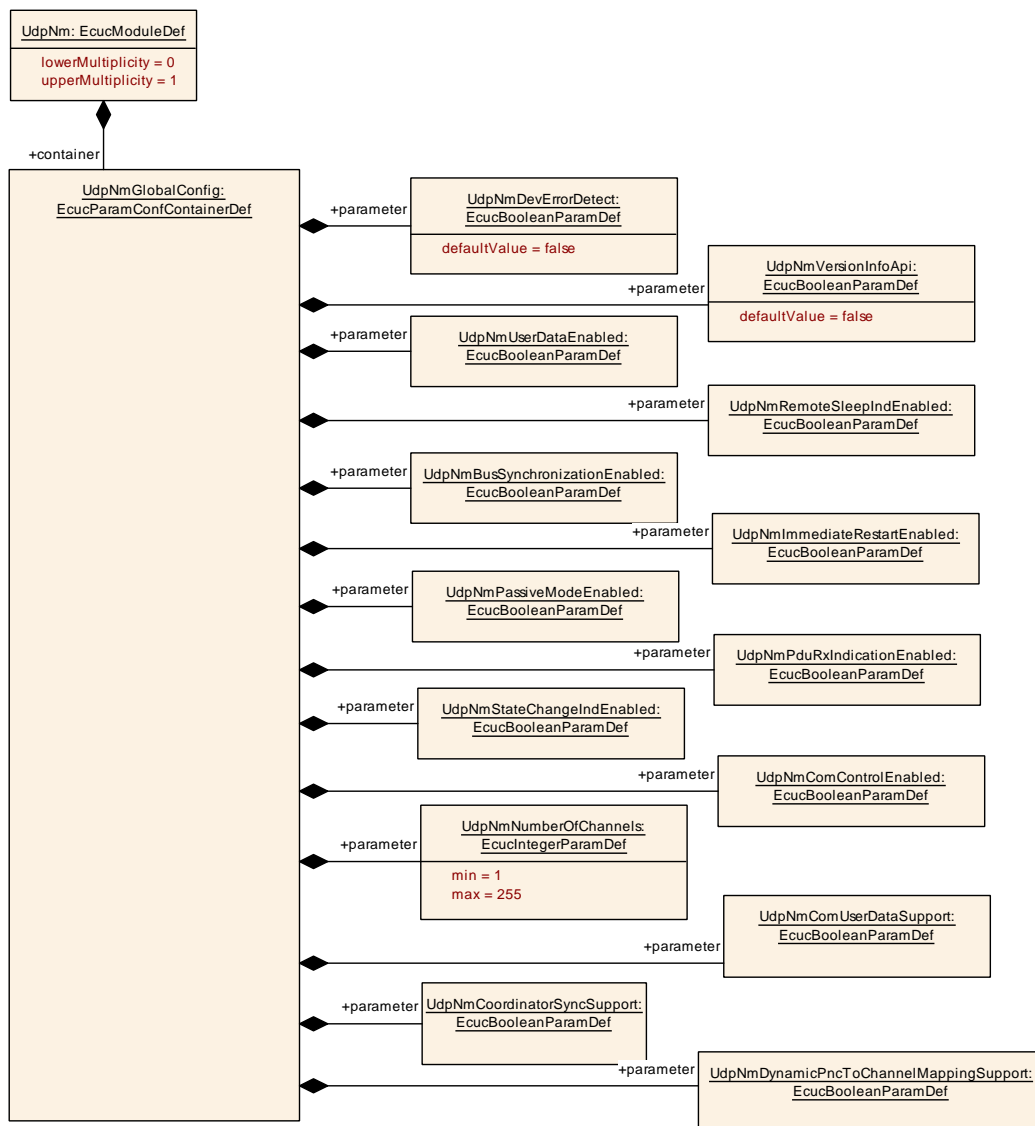 UdpNm: EcucModuleDef
lowerMultiplicity = 0
upperMultiplicity = 1
+container
UdpNmGlobalConfig:
EcucParamConfContainerDef
+parameter
UdpNmDevErrorDetect:
EcucBooleanParamDef
defaultValue = false
+parameter
UdpNmVersionInfoApi:
EcucBooleanParamDef
defaultValue = false
+parameter
UdpNmUserDataEnabled:
EcucBooleanParamDef
+parameter
UdpNmRemoteSleepIndEnabled:
EcucBooleanParamDef
+parameter
UdpNmBusSynchronizationEnabled:
EcucBooleanParamDef
+parameter
UdpNmImmediateRestartEnabled:
EcucBooleanParamDef
+parameter
UdpNmPassiveModeEnabled:
EcucBooleanParamDef
+parameter
UdpNmPduRxIndicationEnabled:
EcucBooleanParamDef
+parameter
UdpNmStateChangeIndEnabled:
EcucBooleanParamDef
+parameter
UdpNmComControlEnabled:
EcucBooleanParamDef
+parameter
UdpNmNumberOfChannels:
EcucIntegerParamDef
min = 1
max = 255
+parameter
UdpNmComUserDataSupport:
EcucBooleanParamDef
+parameter
UdpNmCoordinatorSyncSupport:
EcucBooleanParamDef
+parameter
UdpNmDynamicPncToChannelMappingSupport:
EcucBooleanParamDef